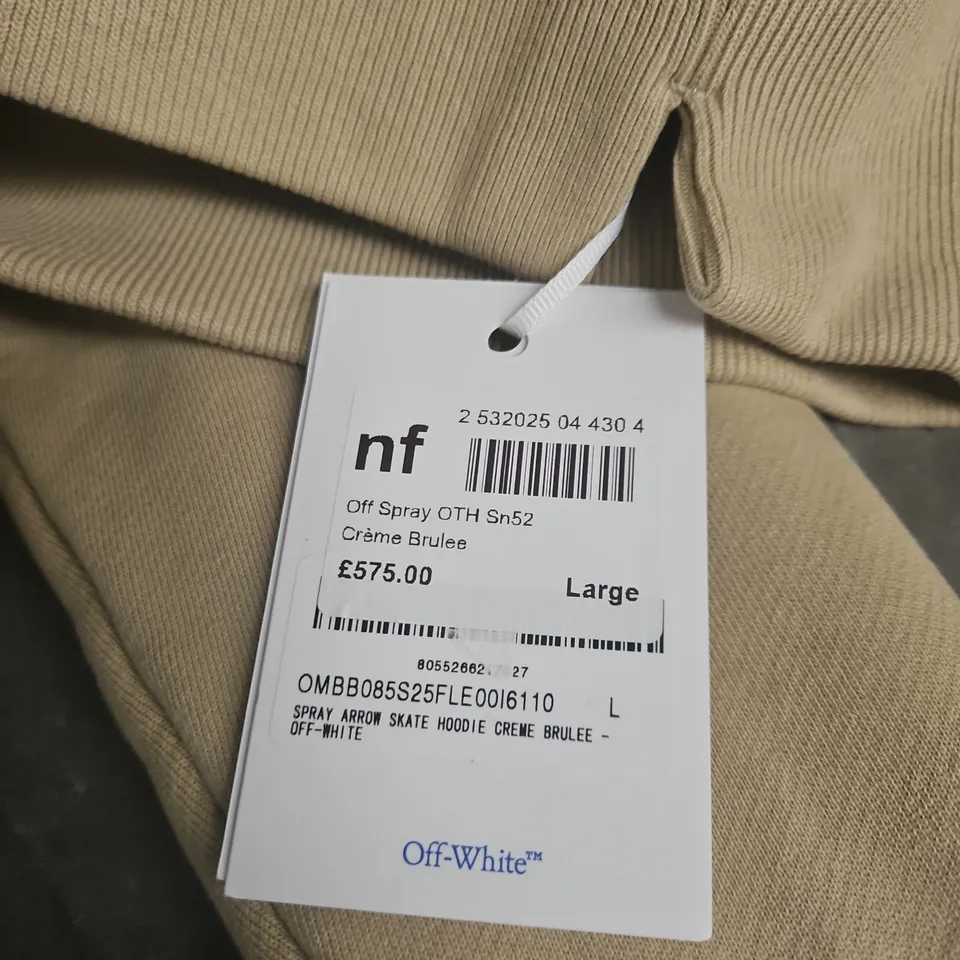 2 532025 04 430 4
nf
Off Spray OTH Sn52
Crème Brulee
£575.00 Large
OMBB085S25FLE00I6110 L
SPRAY ARROW SKATE HOODIE CREME BRULEE -
OFF-WHITE
Off-White™